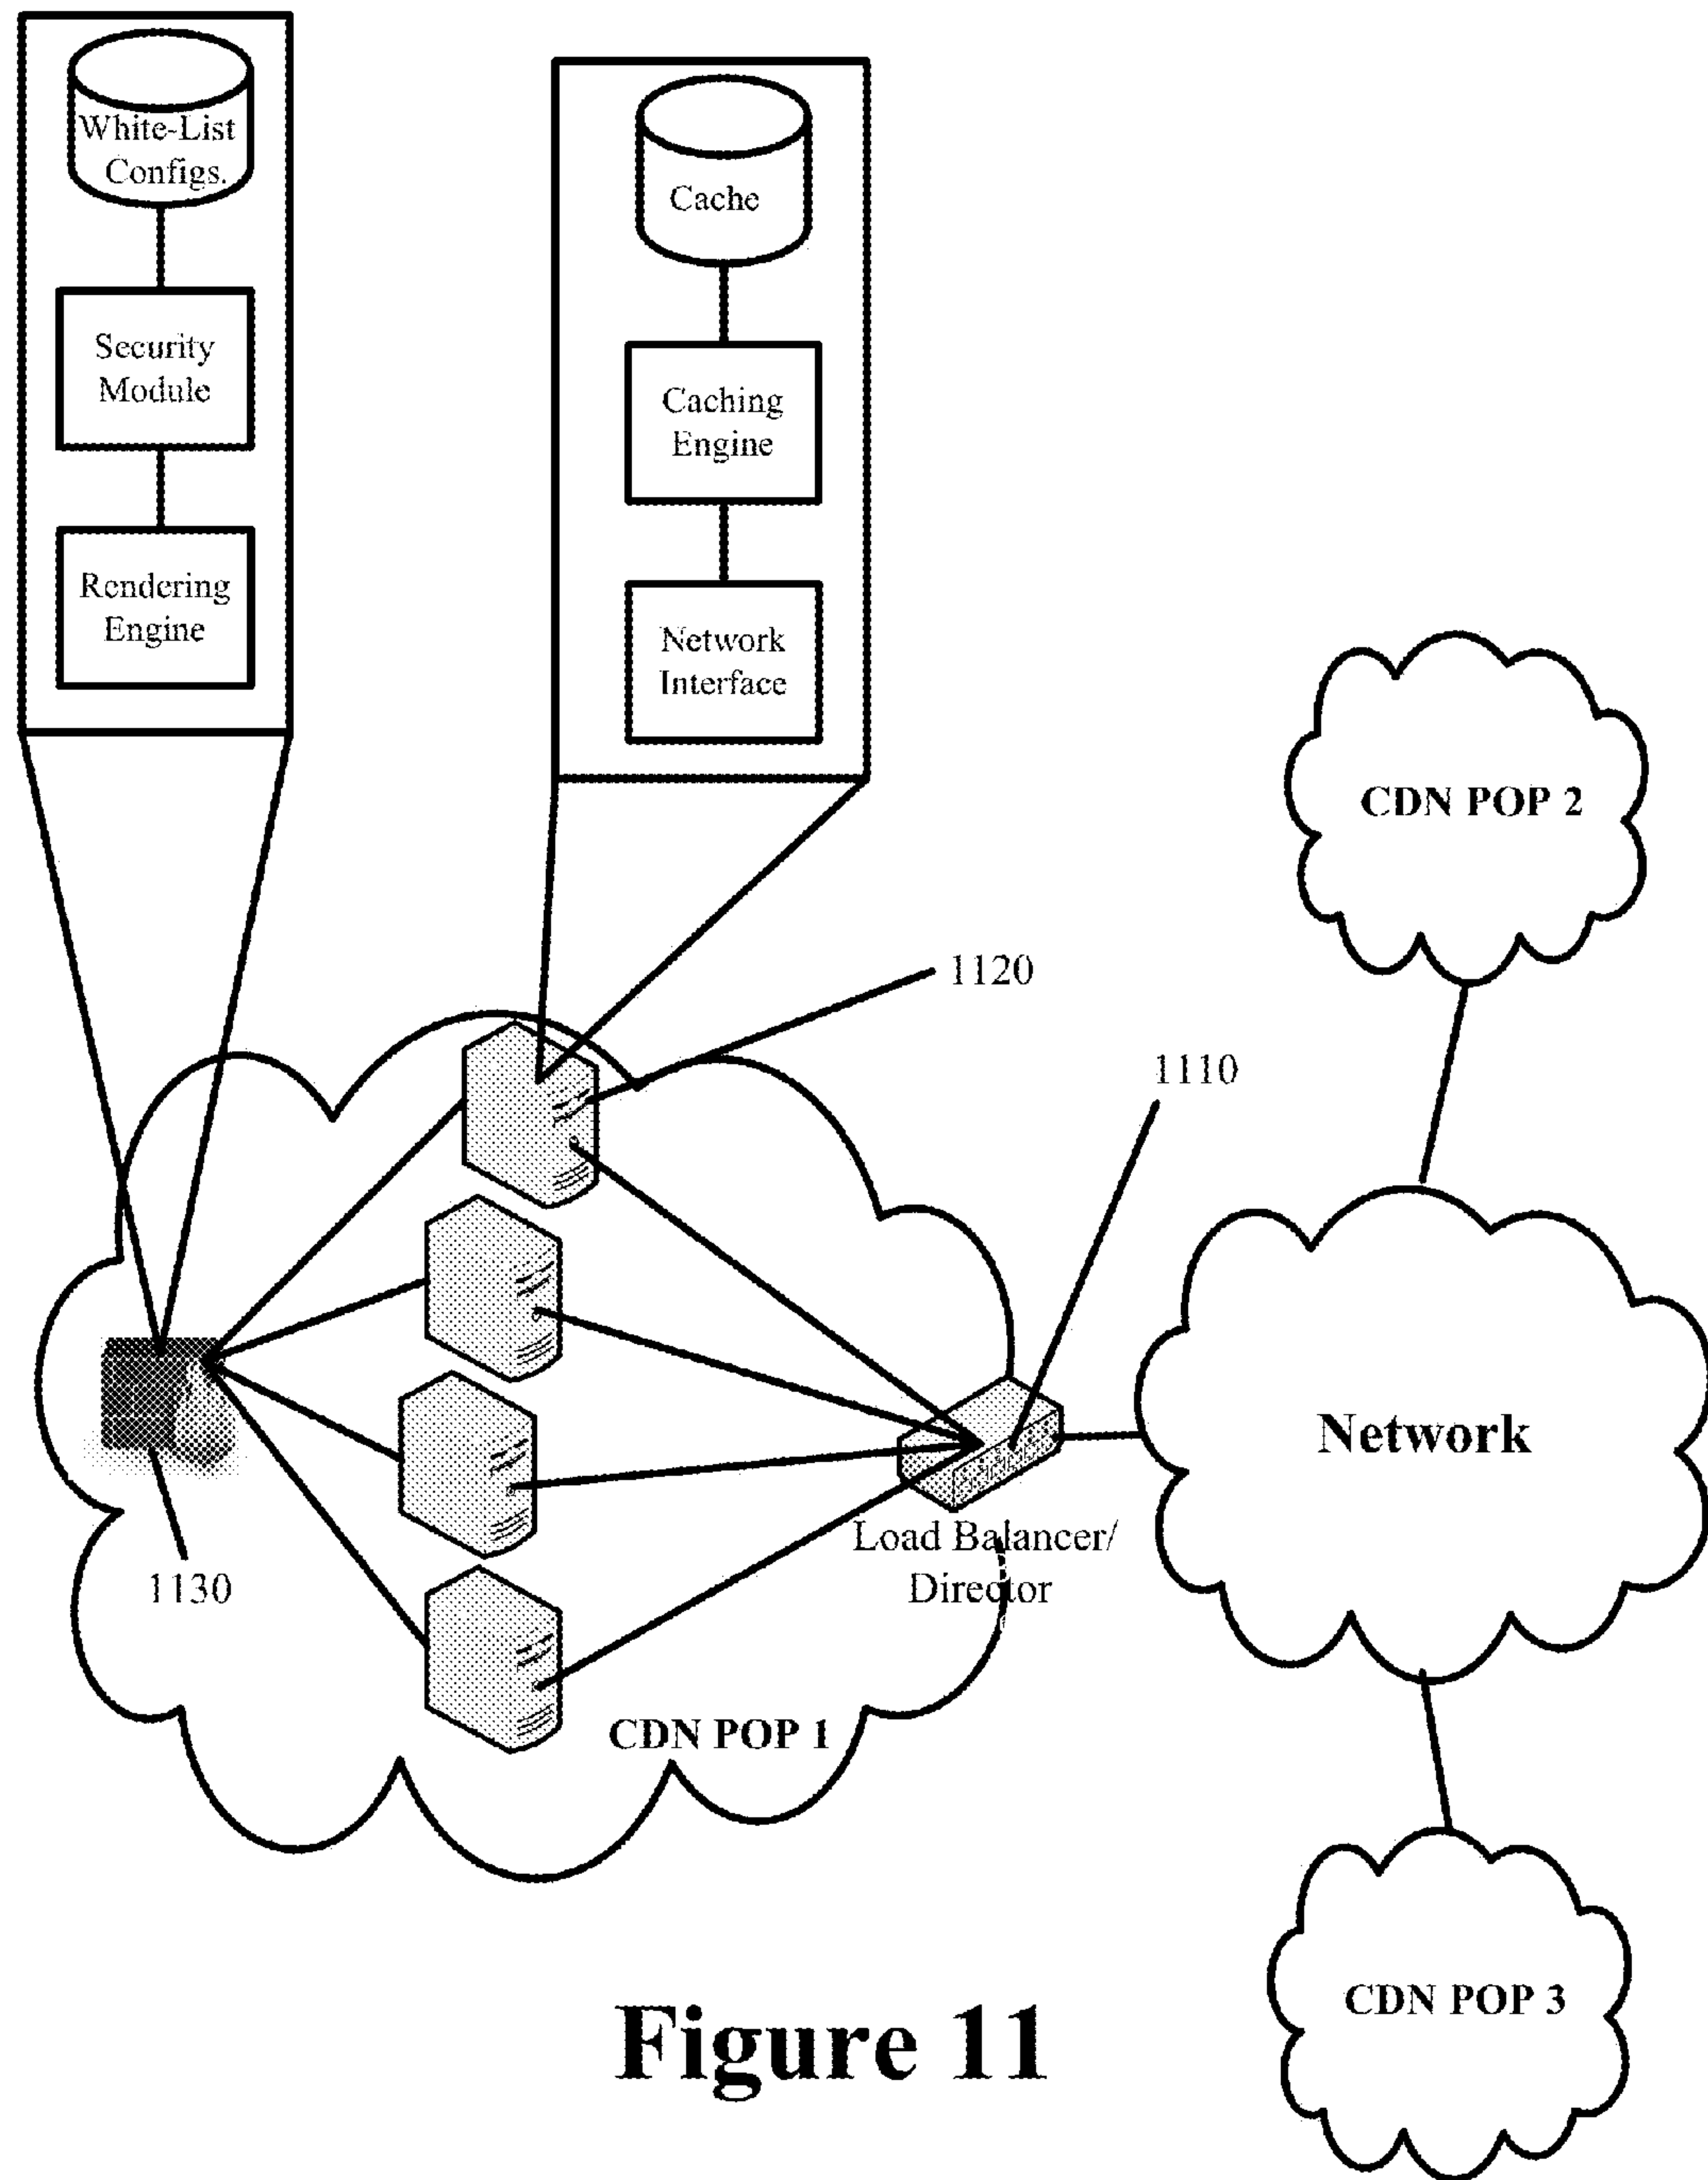 White-List
Configs.
Security
Module
Rendering
Engine
Cache
Caching
Engine
Network
Interface
CDN POP 2
1120
1110
Network
Load Balancer/
Director
1130
CDN POP 1
CDN POP 3
Figure 11